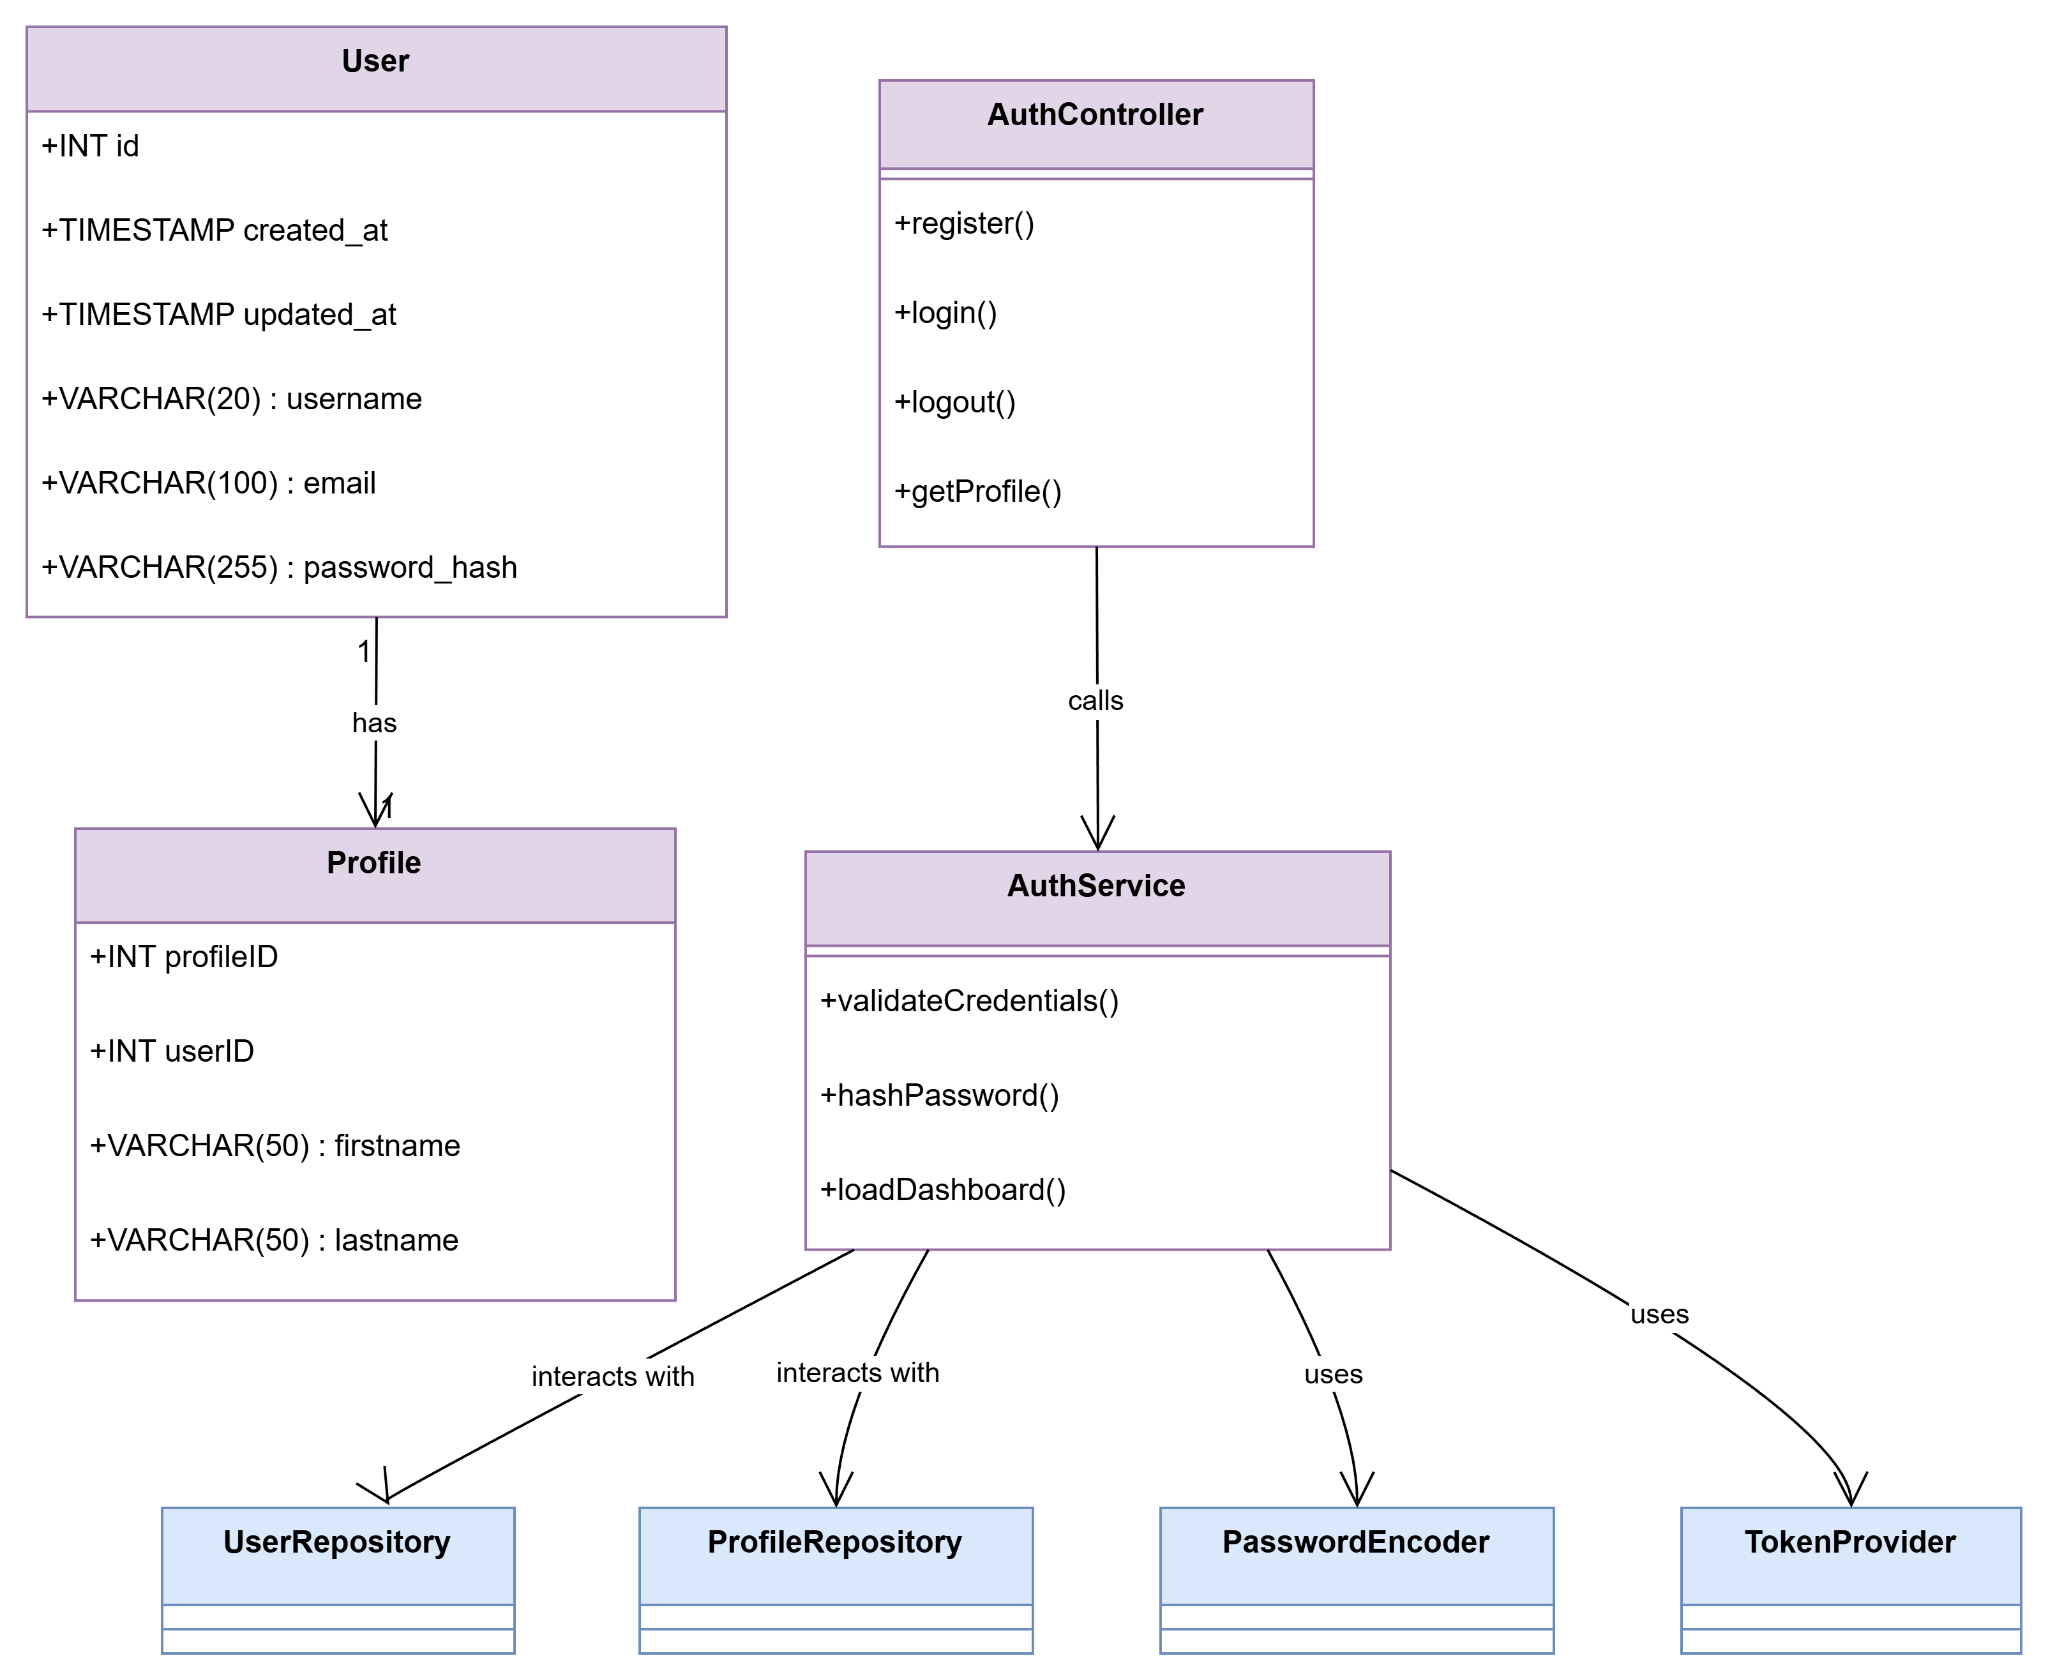 User
+INT id
+TIMESTAMP created_at
+TIMESTAMP updated_at
+VARCHAR(20) : username
+VARCHAR(100) : email
+VARCHAR(255) : password_hash
1
has
1
Profile
+INT profileID
+INT userID
+VARCHAR(50) : firstname
+VARCHAR(50) : lastname
AuthController
+register()
+login()
+logout()
+getProfile()
calls
AuthService
+validateCredentials()
+hashPassword()
+loadDashboard()
interacts with
interacts with
uses
uses
UserRepository
ProfileRepository
PasswordEncoder
TokenProvider